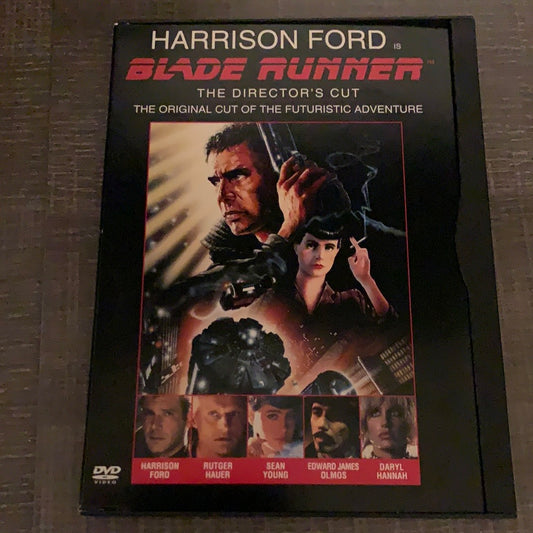 HARRISON FORD IS
BLADE RUNNER™
THE DIRECTOR'S CUT
THE ORIGINAL CUT OF THE FUTURISTIC ADVENTURE
HARRISON FORD
RUTGER HAUER
SEAN YOUNG
EDWARD JAMES OLMOS
DARYL HANNAH
DVD
VIDEO